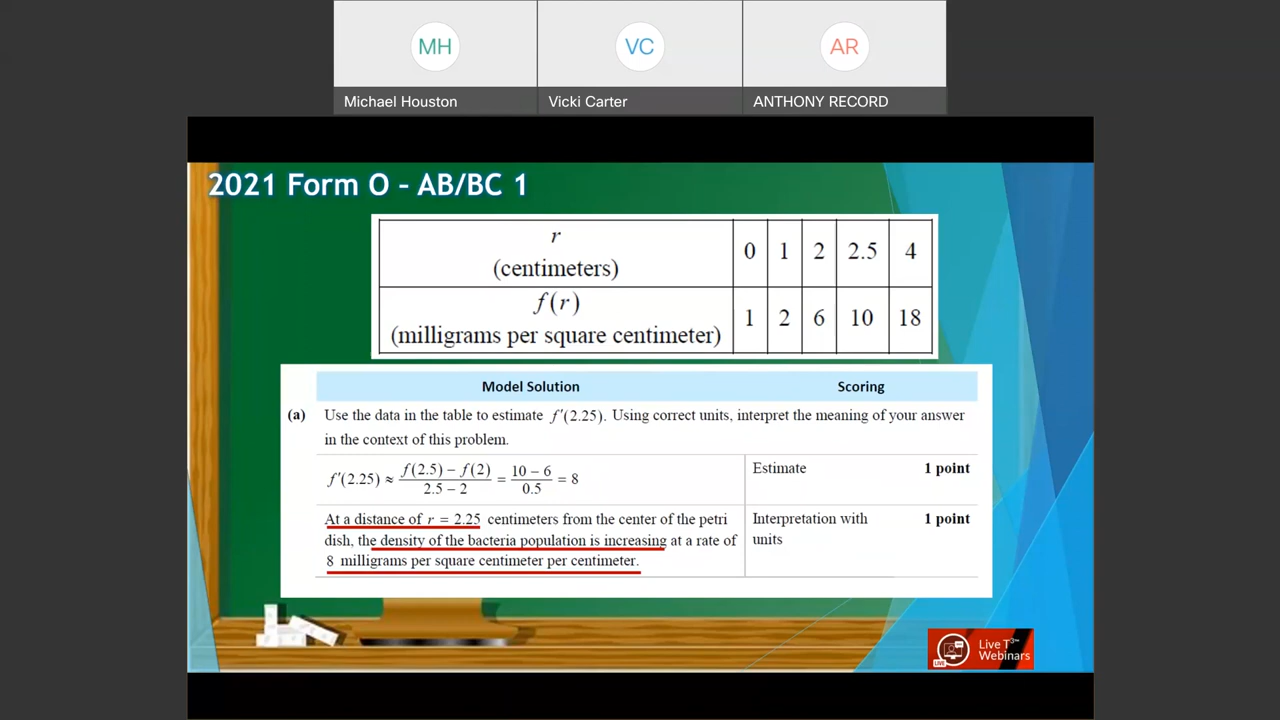 MH
VC
AR
Michael Houston
Vicki Carter
ANTHONY RECORD
2021 Form O – AB/BC 1
r
(centimeters)
0 1 2 2.5 4
f(r)
(milligrams per square centimeter)
1 2 6 10 18
Model Solution Scoring
(a) Use the data in the table to estimate f′(2.25). Using correct units, interpret the meaning of your answer
in the context of this problem.
f′(2.25) ≈ (f(2.5) − f(2))/(2.5 − 2) = (10 − 6)/0.5 = 8
Estimate 1 point
At a distance of r = 2.25 centimeters from the center of the petri
dish, the density of the bacteria population is increasing at a rate of
8 milligrams per square centimeter per centimeter.
Interpretation with 1 point
units
LIVE
Live T³™
Webinars